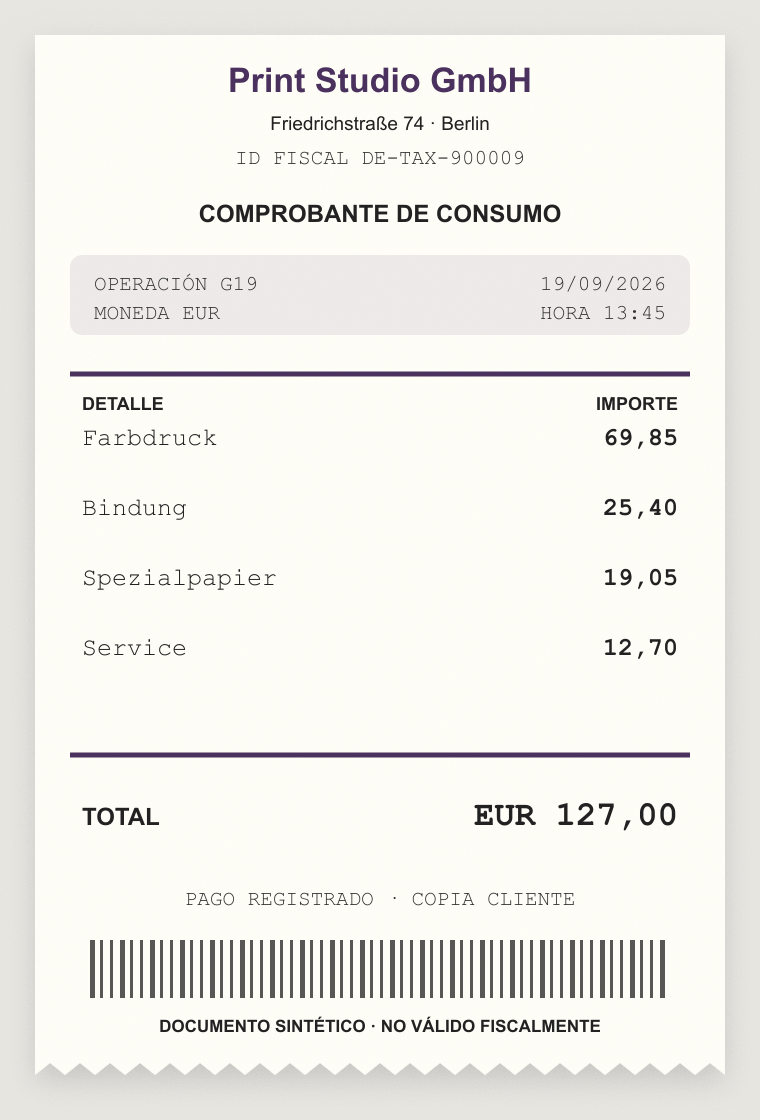 Print Studio GmbH
Friedrichstraße 74 · Berlin
ID FISCAL DE-TAX-900009
COMPROBANTE DE CONSUMO
OPERACIÓN G19 19/09/2026
MONEDA EUR HORA 13:45
DETALLE IMPORTE
Farbdruck 69,85
Bindung 25,40
Spezialpapier 19,05
Service 12,70
TOTAL EUR 127,00
PAGO REGISTRADO · COPIA CLIENTE
DOCUMENTO SINTÉTICO · NO VÁLIDO FISCALMENTE